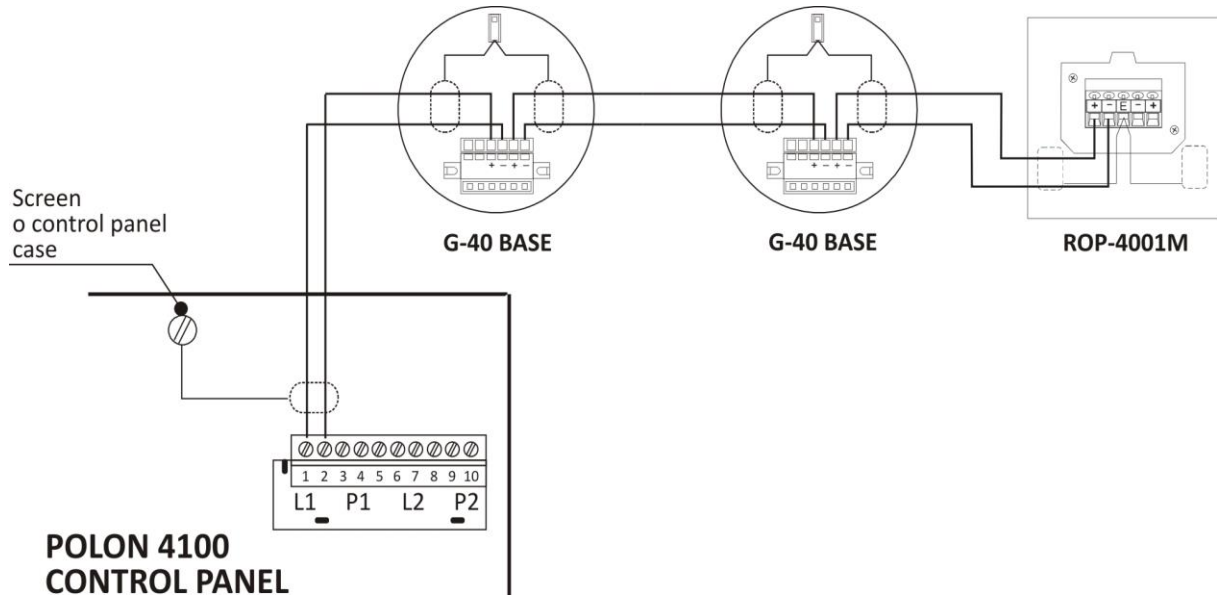 + − + −
+ − + −
+ − E − +
G-40 BASE
G-40 BASE
ROP-4001M
Screen
o control panel
case
1 2 3 4 5 6 7 8 9 10
L1 P1 L2 P2
POLON 4100
CONTROL PANEL